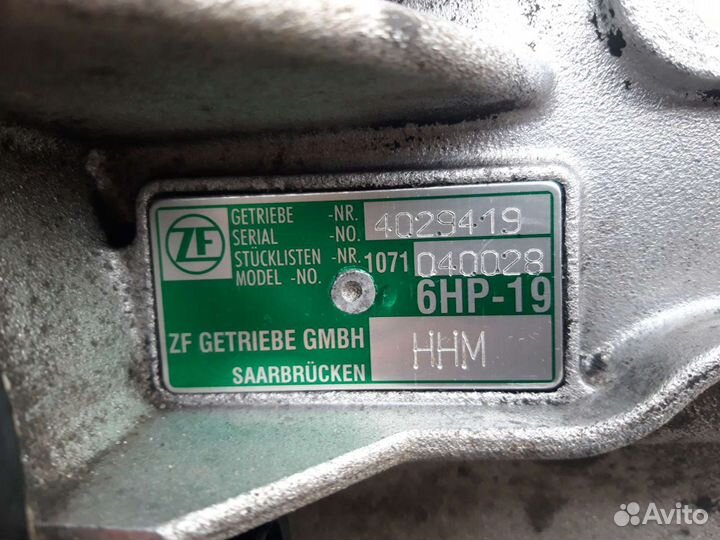 ZF
GETRIEBE -NR. 4029419
SERIAL -NO.
STÜCKLISTEN -NR. 1071 040028
MODEL -NO.
6HP-19
ZF GETRIEBE GMBH HHM
SAARBRÜCKEN
Avito